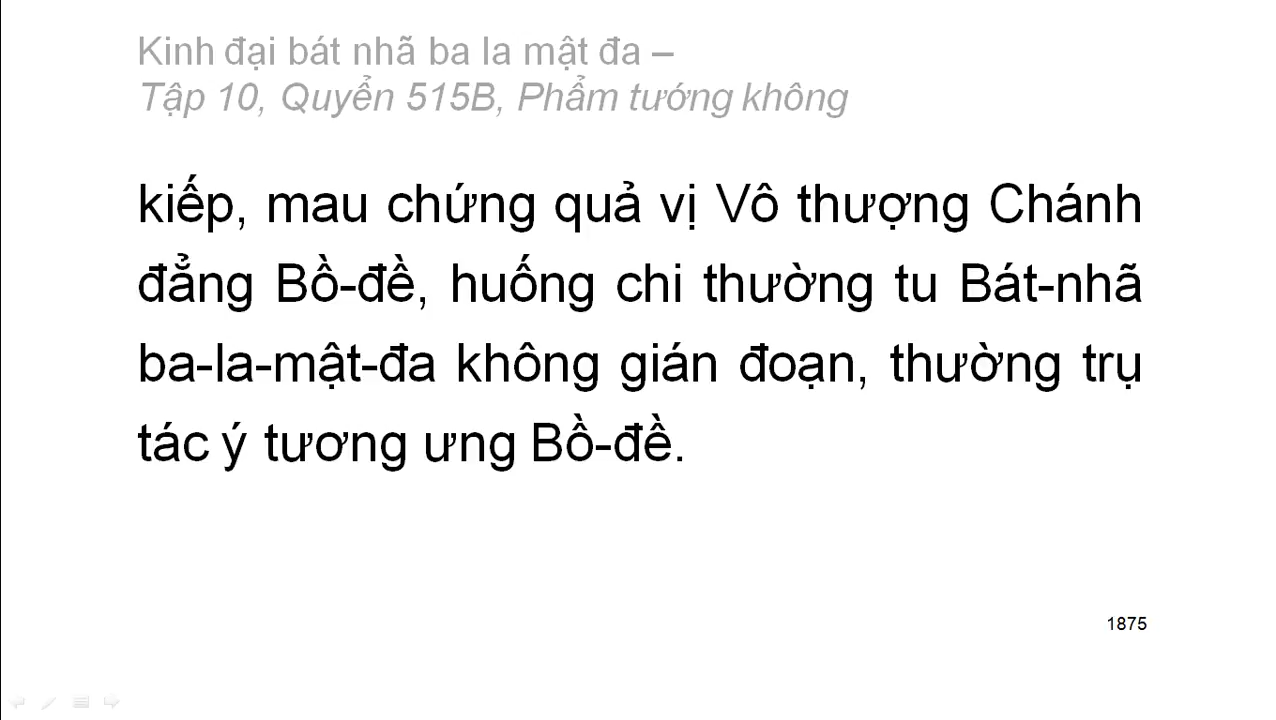 Kinh đại bát nhã ba la mật đa –
Tập 10, Quyển 515B, Phẩm tướng không
kiếp, mau chứng quả vị Vô thượng Chánh
đẳng Bồ-đề, huống chi thường tu Bát-nhã
ba-la-mật-đa không gián đoạn, thường trụ
tác ý tương ưng Bồ-đề.
1875